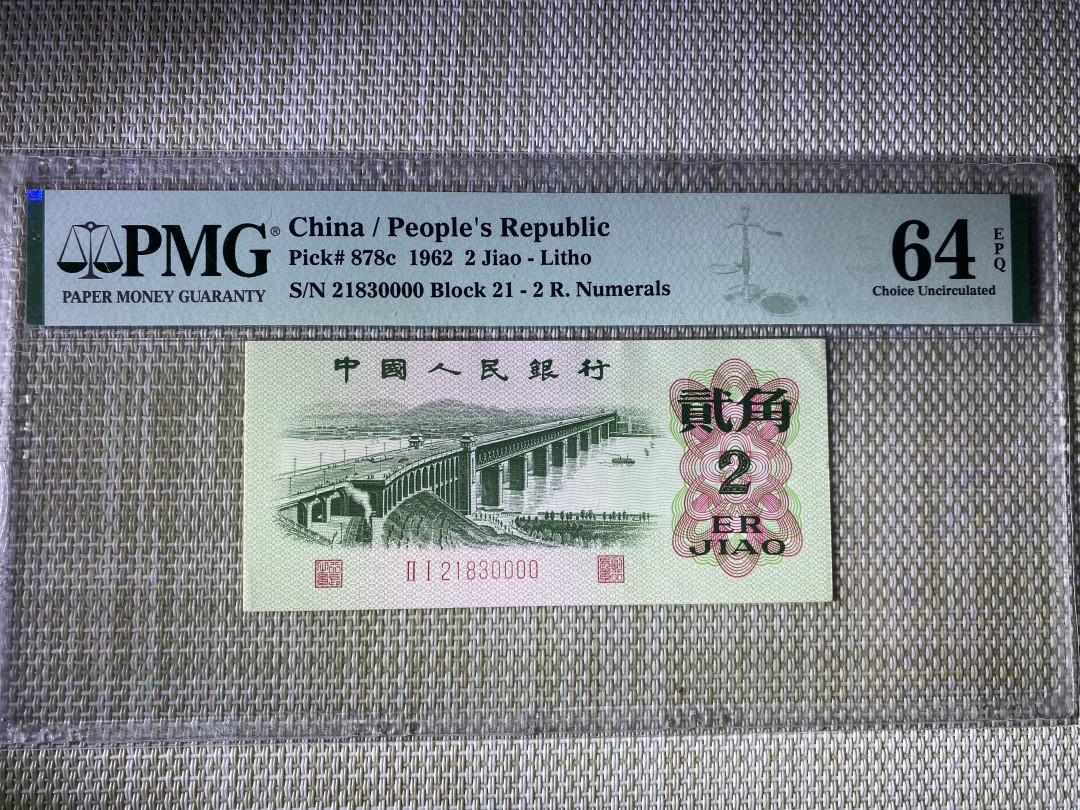 PMG®
PAPER MONEY GUARANTY
China / People's Republic
Pick# 878c 1962 2 Jiao - Litho
S/N 21830000 Block 21 - 2 R. Numerals
64
EPQ
Choice Uncirculated
中國人民銀行
貳角
2
ER
JIAO
II I 21830000